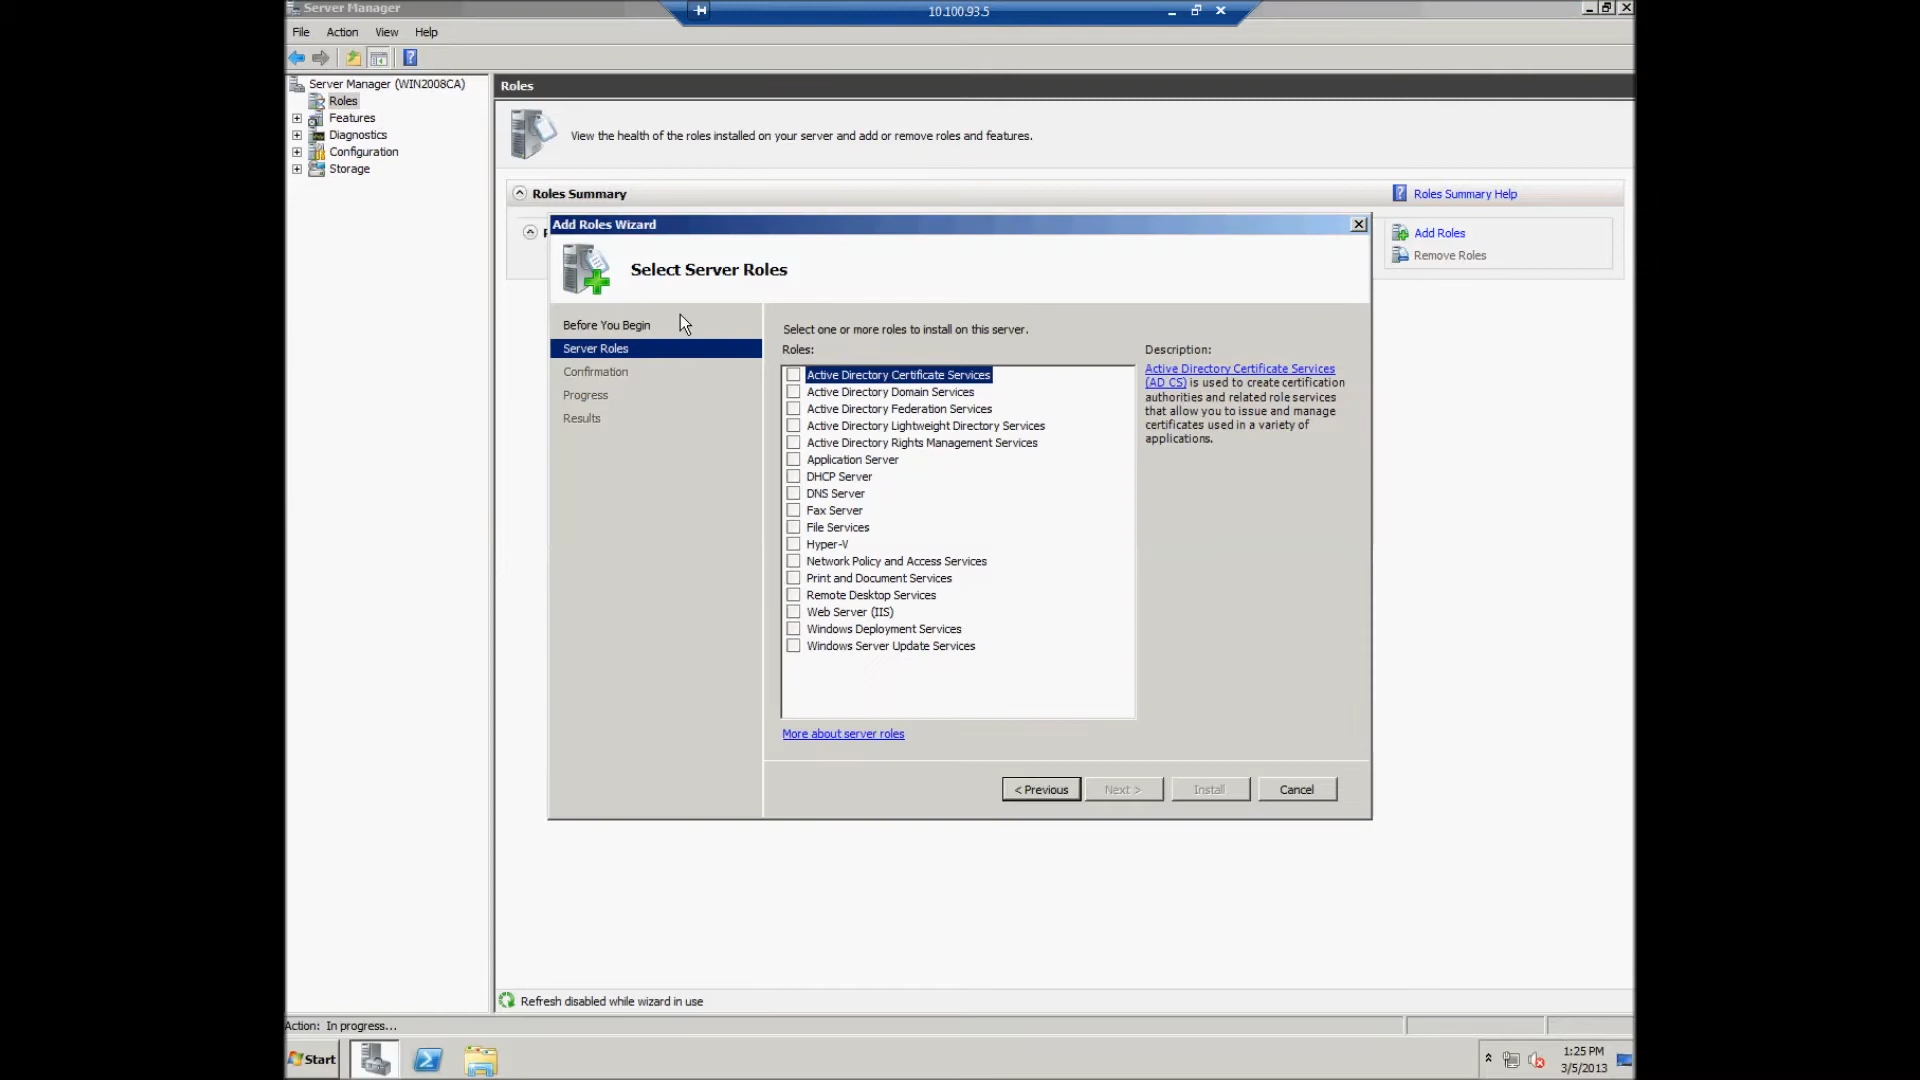 Server Manager
10.100.93.5
File Action View Help
Server Manager (WIN2008CA)
Roles
Features
Diagnostics
Configuration
Storage
Roles
View the health of the roles installed on your server and add or remove roles and features.
Roles Summary
Roles Summary Help
Add Roles
Remove Roles
Add Roles Wizard
Select Server Roles
Before You Begin
Server Roles
Confirmation
Progress
Results
Select one or more roles to install on this server.
Roles:
Active Directory Certificate Services
Active Directory Domain Services
Active Directory Federation Services
Active Directory Lightweight Directory Services
Active Directory Rights Management Services
Application Server
DHCP Server
DNS Server
Fax Server
File Services
Hyper-V
Network Policy and Access Services
Print and Document Services
Remote Desktop Services
Web Server (IIS)
Windows Deployment Services
Windows Server Update Services
More about server roles
Description:
Active Directory Certificate Services
(AD CS) is used to create certification
authorities and related role services
that allow you to issue and manage
certificates used in a variety of
applications.
< Previous
Next >
Install
Cancel
Refresh disabled while wizard in use
Action: In progress...
Start
1:25 PM
3/5/2013